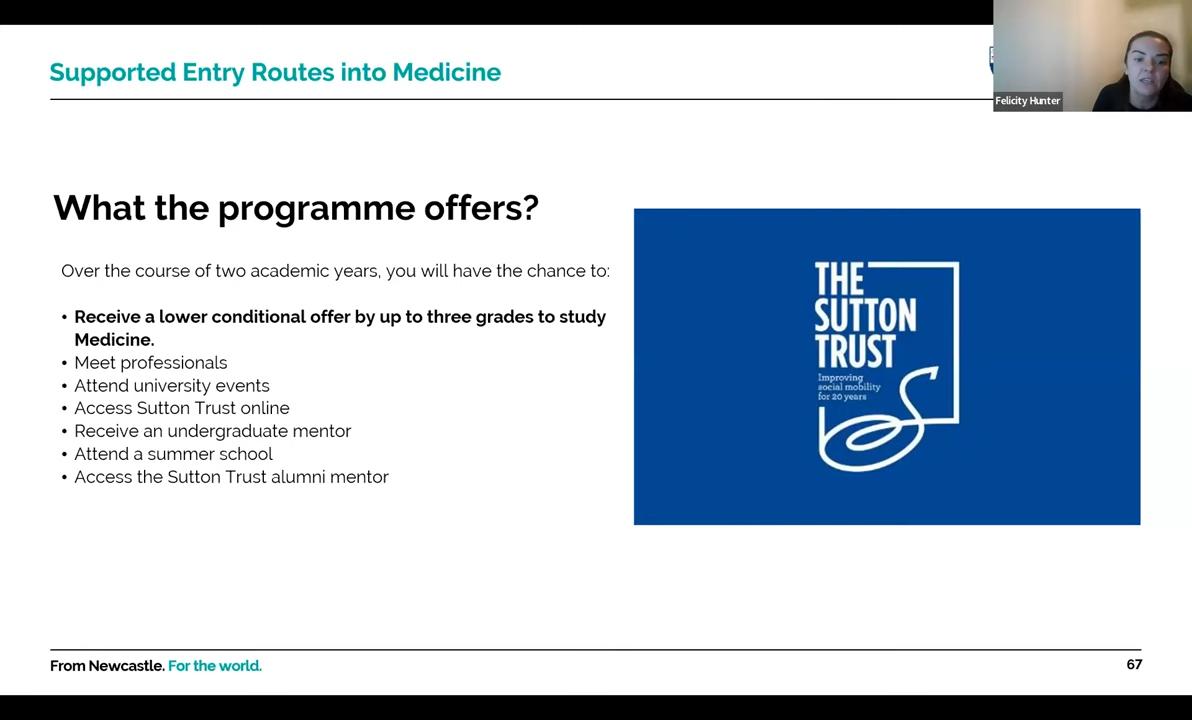 Supported Entry Routes into Medicine
Felicity Hunter
What the programme offers?
Over the course of two academic years, you will have the chance to:
• Receive a lower conditional offer by up to three grades to study
Medicine.
• Meet professionals
• Attend university events
• Access Sutton Trust online
• Receive an undergraduate mentor
• Attend a summer school
• Access the Sutton Trust alumni mentor
THE
SUTTON
TRUST
Improving
social mobility
for 20 years
From Newcastle. For the world.
67